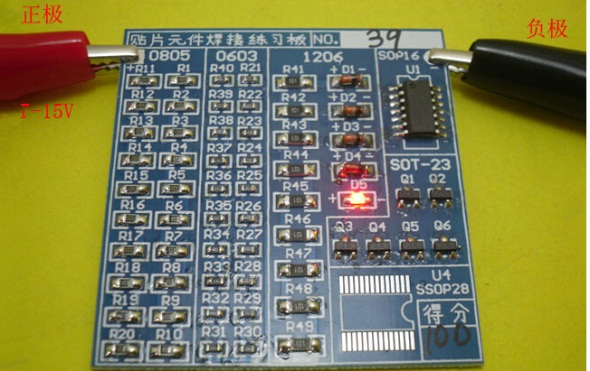 正极
负极
7-15V
贴片元件焊接练习板 NO. 39
0805 0603 1206 SOP16
+R11 R1 R40 R21 R41 +D1- U1
R12 R2 R39 R22 R42 +D2-
R13 R3 R38 R23 R43 +D3-
R14 R4 R37 R24 R44 +D4- SOT-23
R15 R5 R36 R25 R45 D5 Q1 Q2
+ -
R16 R6 R35 R26 R46 Q3 Q4 Q5 Q6
R17 R7 R34 R27 R47
R18 R8 R33 R28 R48 U4
SSOP28
R19 R9 R32 R29 得分
R20 R10 R31 R30 R49 100